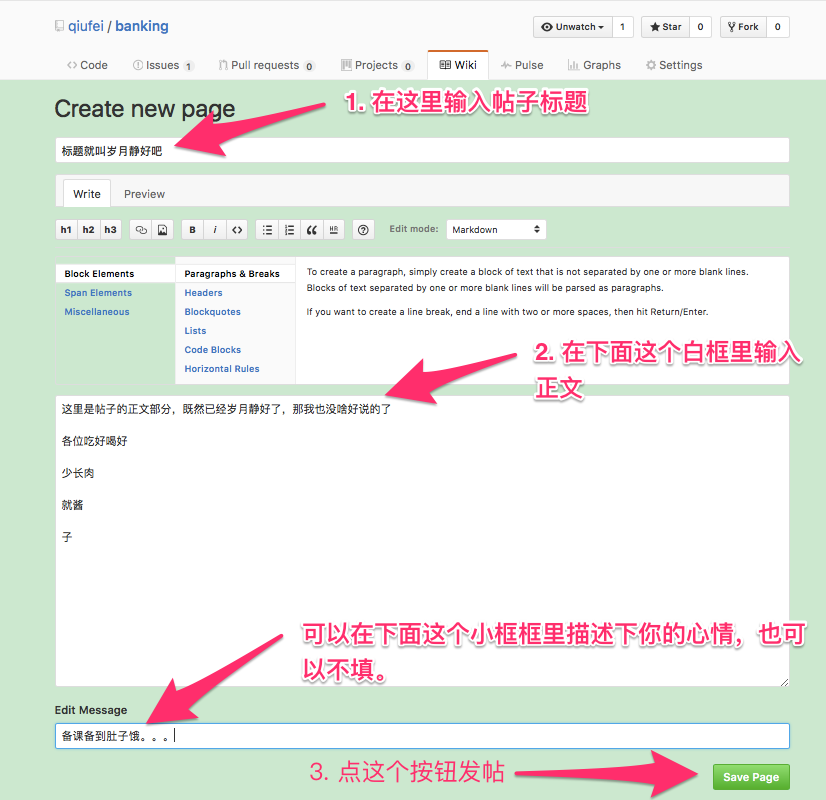 qiufei / banking
Unwatch 1 Star 0 Fork 0
Code Issues 1 Pull requests 0 Projects 0 Wiki Pulse Graphs Settings
Create new page
1. 在这里输入帖子标题
标题就叫岁月静好吧
Write Preview
h1 h2 h3 B i <> “ HR ? Edit mode: Markdown
Block Elements
Span Elements
Miscellaneous
Paragraphs & Breaks
Headers
Blockquotes
Lists
Code Blocks
Horizontal Rules
To create a paragraph, simply create a block of text that is not separated by one or more blank lines.
Blocks of text separated by one or more blank lines will be parsed as paragraphs.
If you want to create a line break, end a line with two or more spaces, then hit Return/Enter.
2. 在下面这个白框里输入
正文
这里是帖子的正文部分，既然已经岁月静好了，那我也没啥好说的了
各位吃好喝好
少长肉
就酱
子
可以在下面这个小框框里描述下你的心情，也可
以不填。
Edit Message
备课备到肚子饿。。。
3. 点这个按钮发帖
Save Page